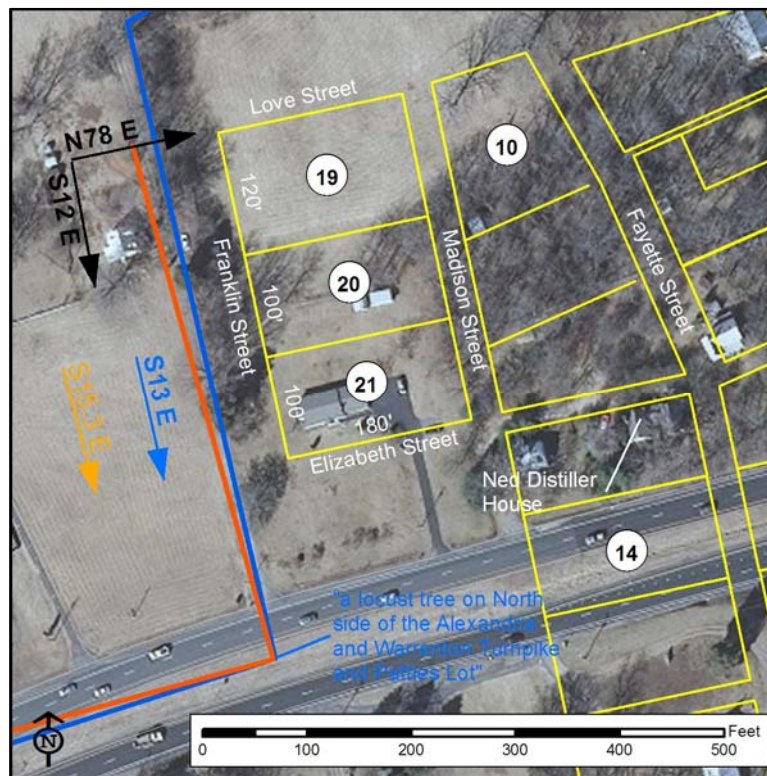 Love Street
N78 E
S12 E
19
10
120'
Franklin Street
Madison Street
Fayette Street
20
100'
21
100'
180'
Elizabeth Street
S13 E
S15.3 E
Ned Distiller
House
14
"a locust tree on North
side of the Alexandria
and Warrenton Turnpike
and Patties Lot"
N
Feet
0
100
200
300
400
500